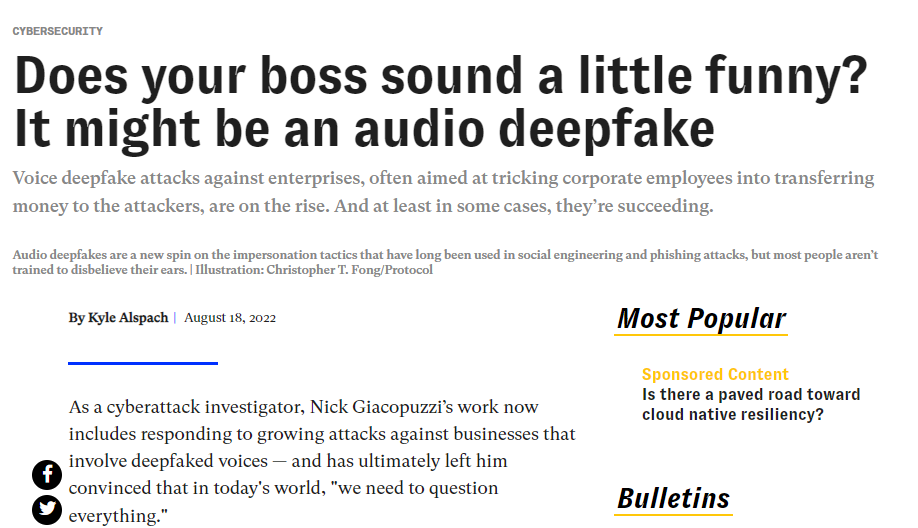 CYBERSECURITY
Does your boss sound a little funny?
It might be an audio deepfake
Voice deepfake attacks against enterprises, often aimed at tricking corporate employees into transferring
money to the attackers, are on the rise. And at least in some cases, they’re succeeding.
Audio deepfakes are a new spin on the impersonation tactics that have long been used in social engineering and phishing attacks, but most people aren’t
trained to disbelieve their ears. | Illustration: Christopher T. Fong/Protocol
By Kyle Alspach | August 18, 2022
As a cyberattack investigator, Nick Giacopuzzi’s work now
includes responding to growing attacks against businesses that
involve deepfaked voices — and has ultimately left him
convinced that in today's world, "we need to question
everything."
Most Popular
Sponsored Content
Is there a paved road toward
cloud native resiliency?
Bulletins